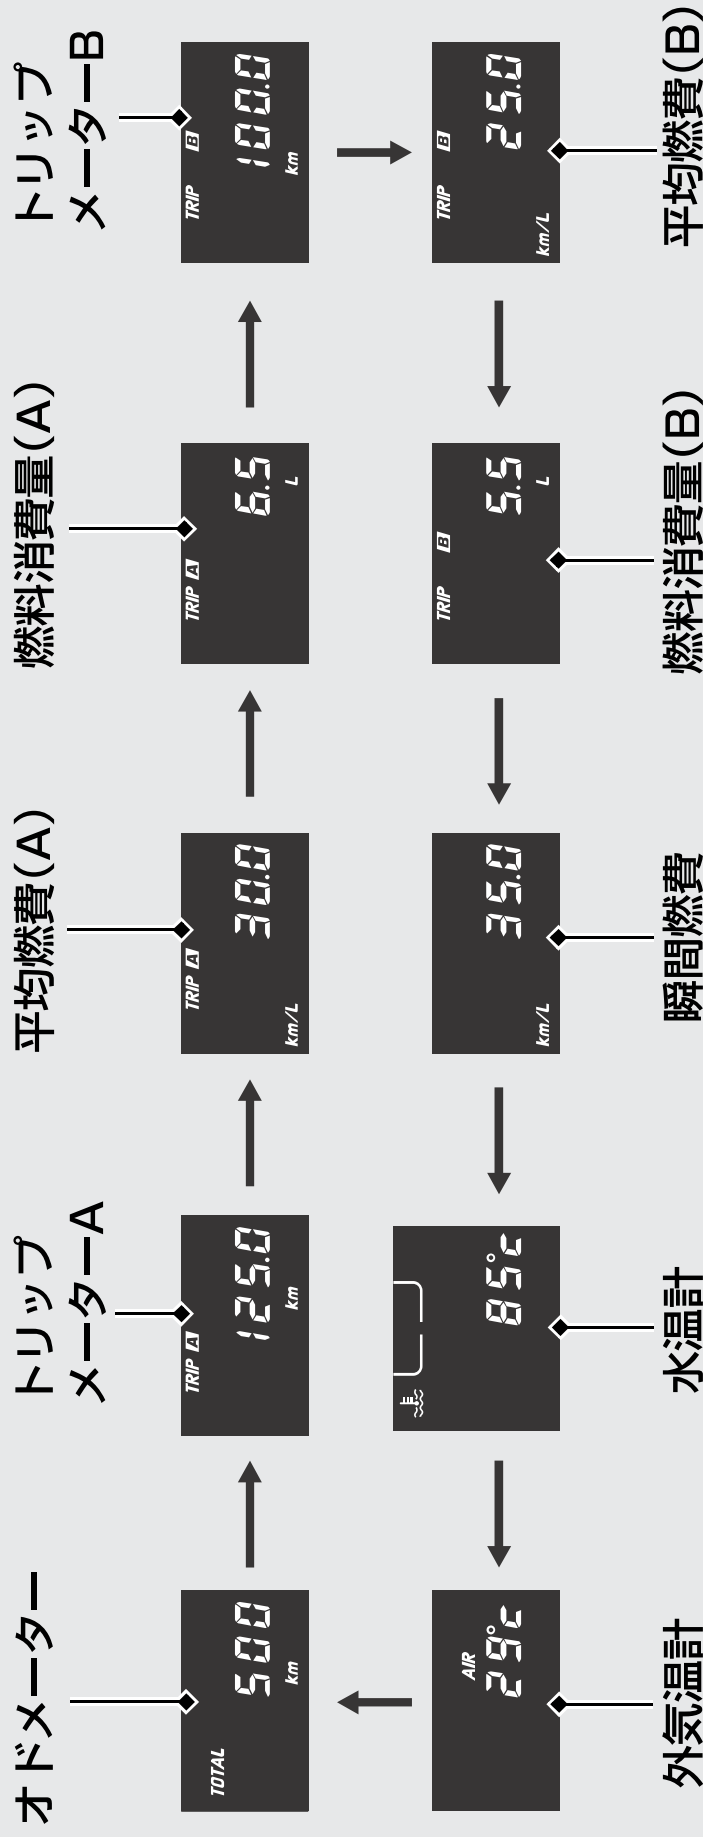 オドメーター
TOTAL
500
km
トリップ
メーターA
TRIP A
125.0
km
平均燃費(A)
TRIP A
30.0
km/L
燃料消費量(A)
TRIP A
6.5
L
トリップ
メーターB
TRIP B
100.0
km
TRIP B
25.0
km/L
平均燃費(B)
TRIP B
5.5
L
燃料消費量(B)
35.0
km/L
瞬間燃費
85°c
水温計
AIR
29°c
外気温計